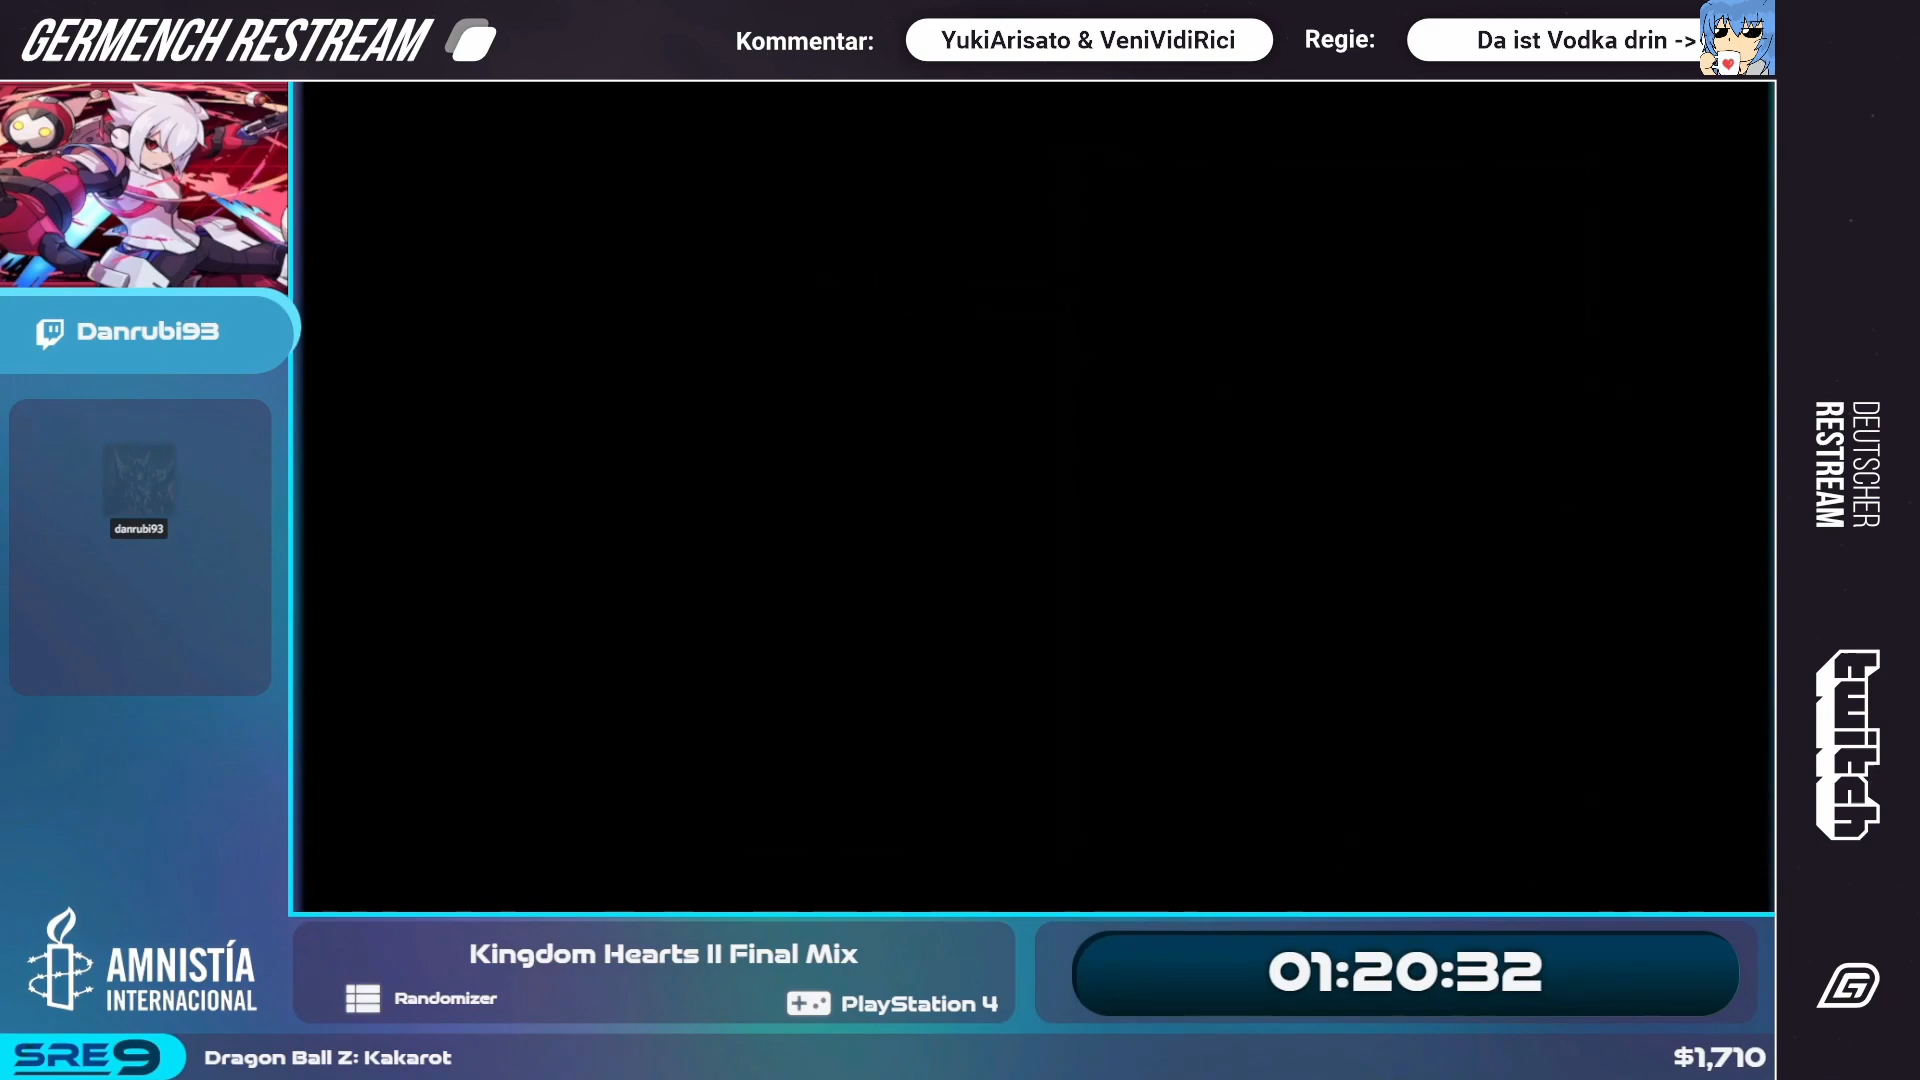 GERMENCH RESTREAM
Kommentar:
YukiArisato & VeniVidiRici
Regie:
Da ist Vodka drin ->
Danrubi93
danrubi93
DEUTSCHER
RESTREAM
twitch
AMNISTÍA
INTERNACIONAL
Kingdom Hearts II Final Mix
Randomizer
PlayStation 4
01:20:32
SRE9
Dragon Ball Z: Kakarot
$1,710